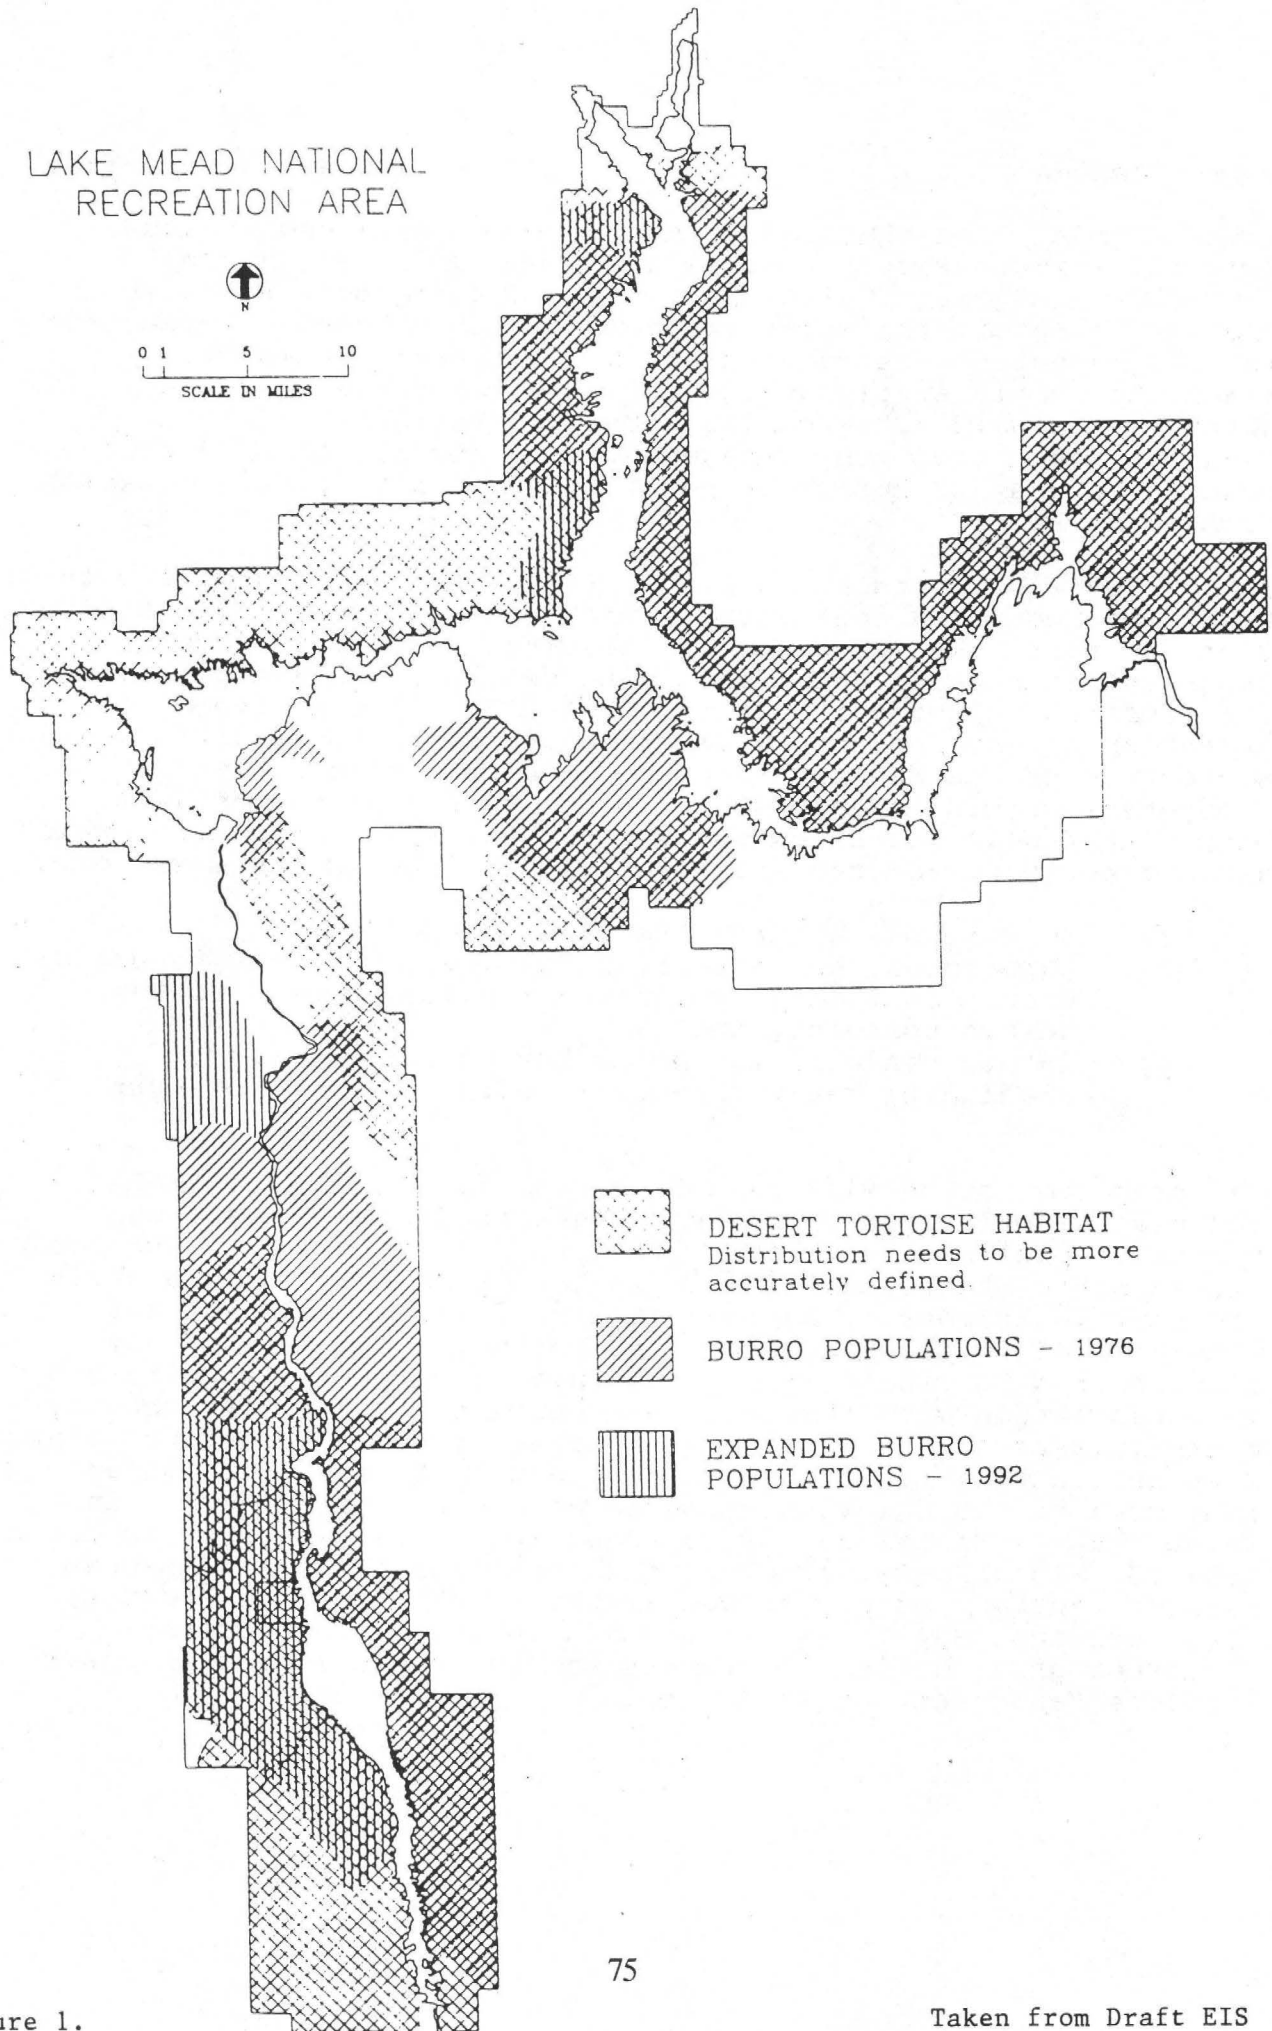 LAKE MEAD NATIONAL
RECREATION AREA
N
0 1 5 10
SCALE IN MILES
DESERT TORTOISE HABITAT
Distribution needs to be more
accurately defined.
BURRO POPULATIONS - 1976
EXPANDED BURRO
POPULATIONS - 1992
75
ure 1.
Taken from Draft EIS